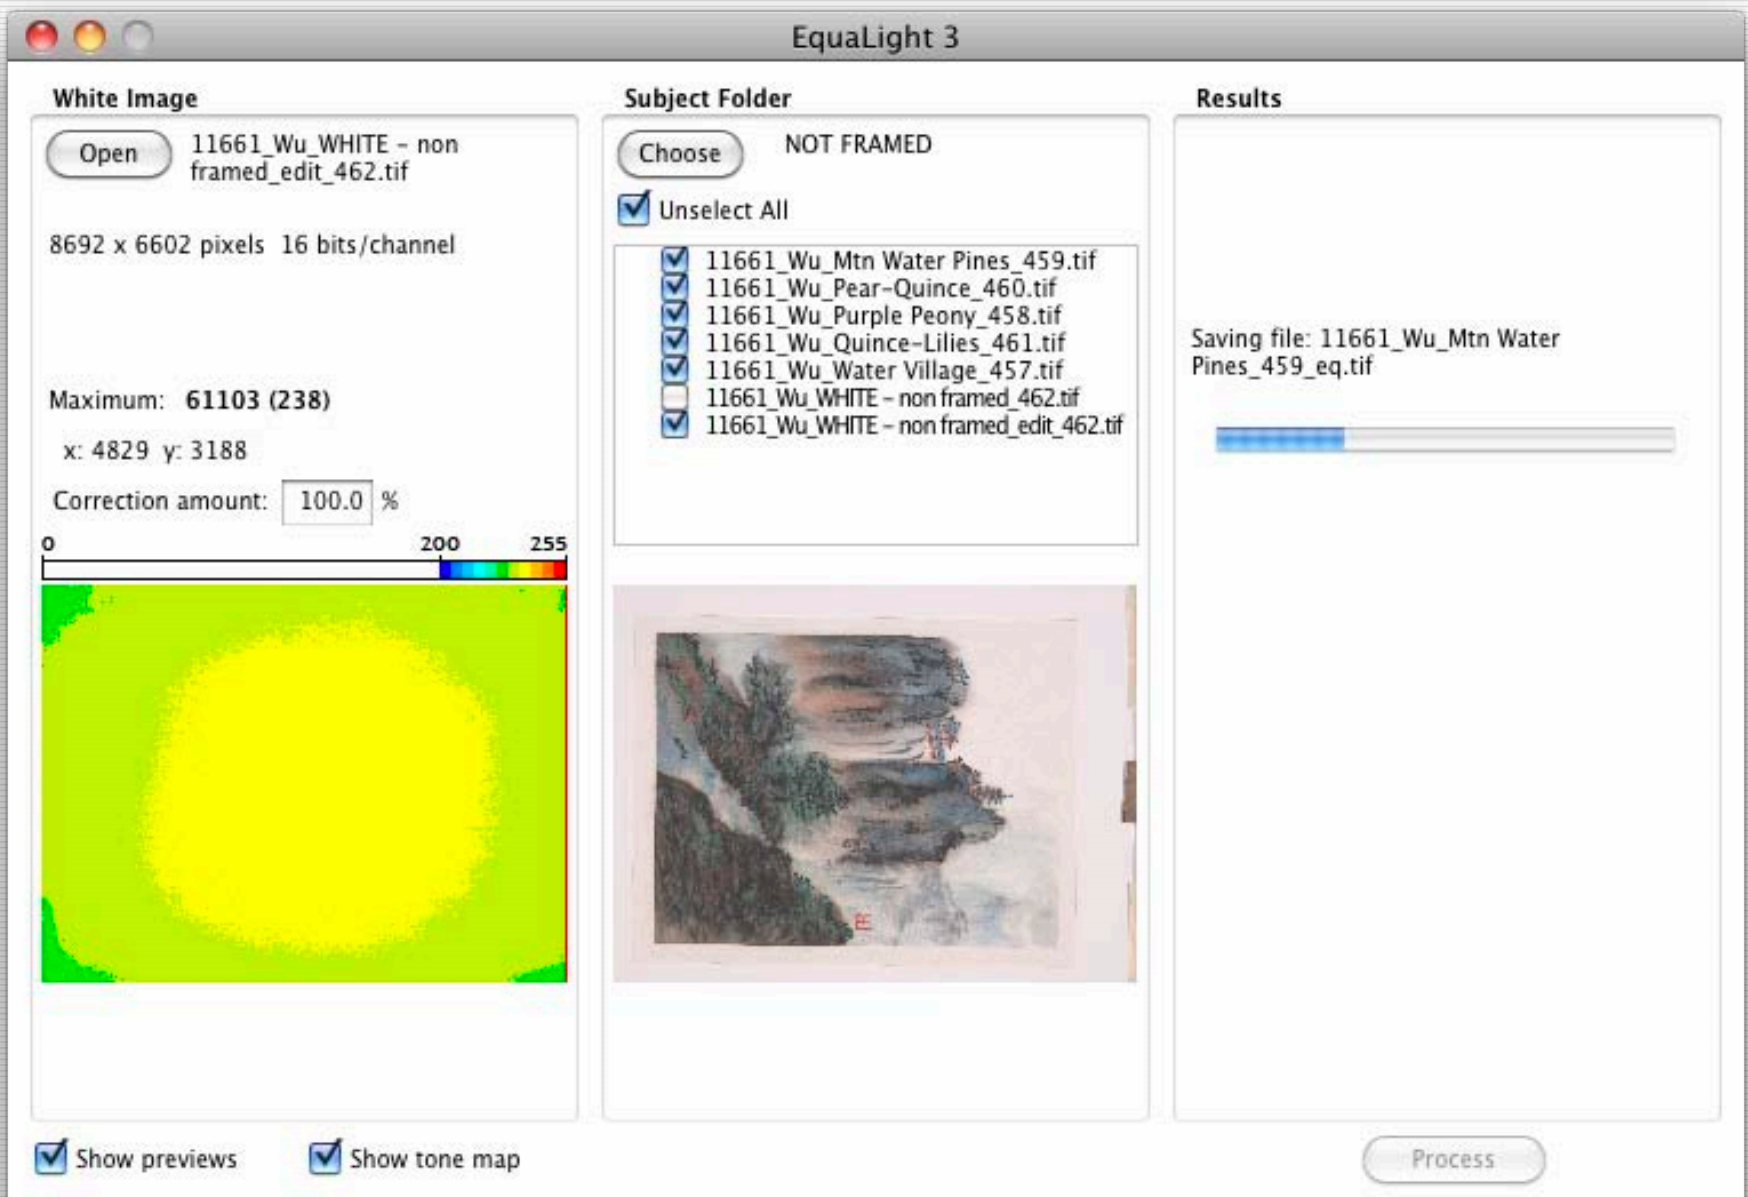 EquaLight 3
White Image
Open
11661_Wu_WHITE – non
framed_edit_462.tif
8692 x 6602 pixels 16 bits/channel
Maximum: 61103 (238)
x: 4829 y: 3188
Correction amount: 100.0 %
0 200 255
Subject Folder
Choose
NOT FRAMED
Unselect All
11661_Wu_Mtn Water Pines_459.tif
11661_Wu_Pear-Quince_460.tif
11661_Wu_Purple Peony_458.tif
11661_Wu_Quince-Lilies_461.tif
11661_Wu_Water Village_457.tif
11661_Wu_WHITE – non framed_462.tif
11661_Wu_WHITE – non framed_edit_462.tif
Results
Saving file: 11661_Wu_Mtn Water
Pines_459_eq.tif
Show previews
Show tone map
Process